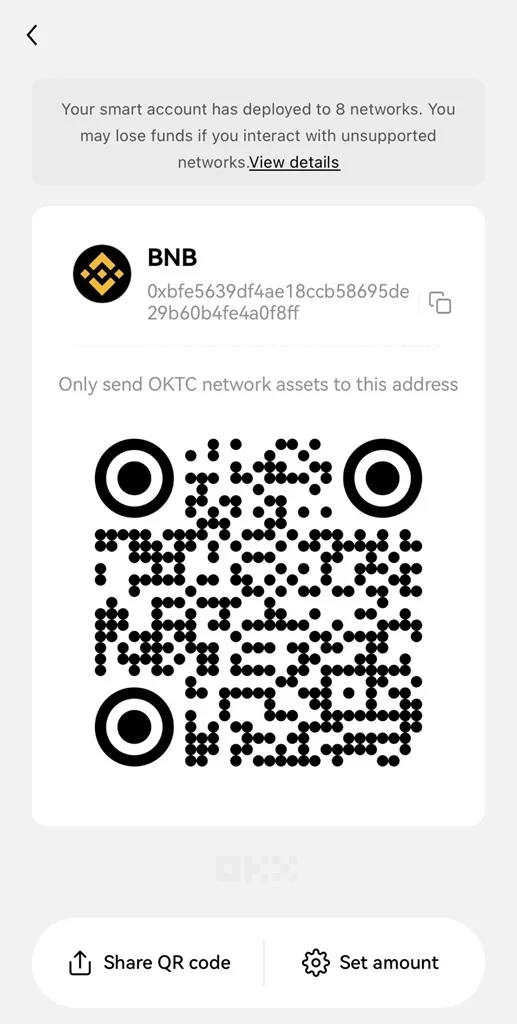 Your smart account has deployed to 8 networks. You
may lose funds if you interact with unsupported
networks.View details
BNB
0xbfe5639df4ae18ccb58695de
29b60b4fe4a0f8ff
Only send OKTC network assets to this address
OKX
Share QR code
Set amount